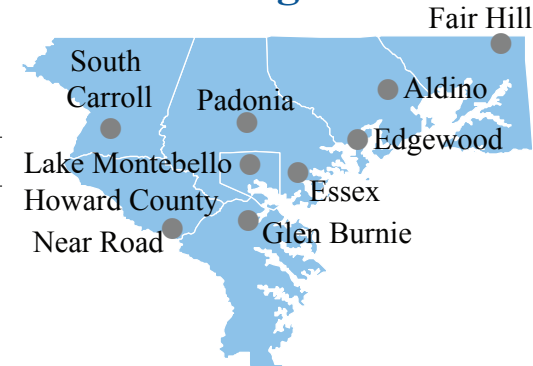 Fair Hill
South
Carroll
Aldino
Padonia
Edgewood
Lake Montebello
Essex
Howard County
Near Road
Glen Burnie